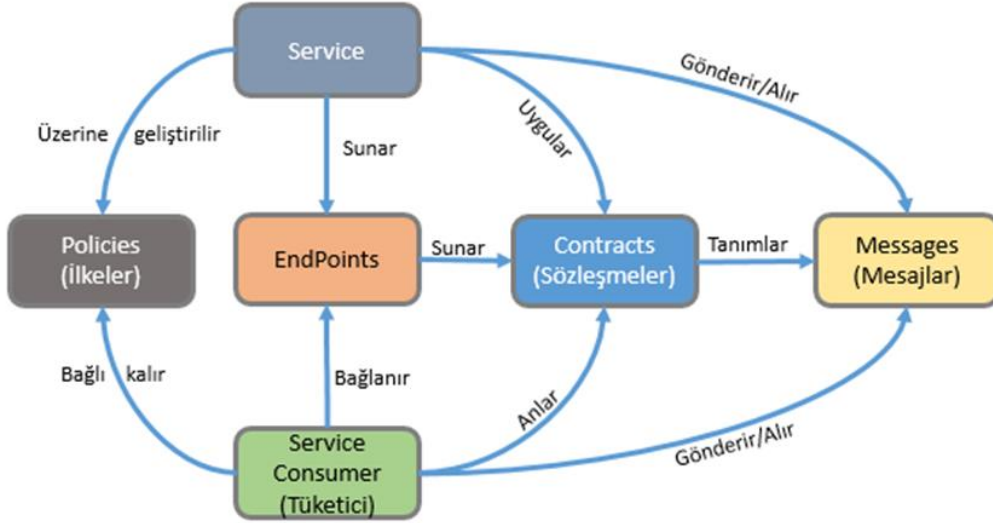 Service
Gönderir/Alır
Üzerine geliştirilir
Sunar
Uygular
Policies
(İlkeler)
EndPoints
Sunar
Contracts
(Sözleşmeler)
Tanımlar
Messages
(Mesajlar)
Bağlı kalır
Bağlanır
Anlar
Gönderir/Alır
Service
Consumer
(Tüketici)